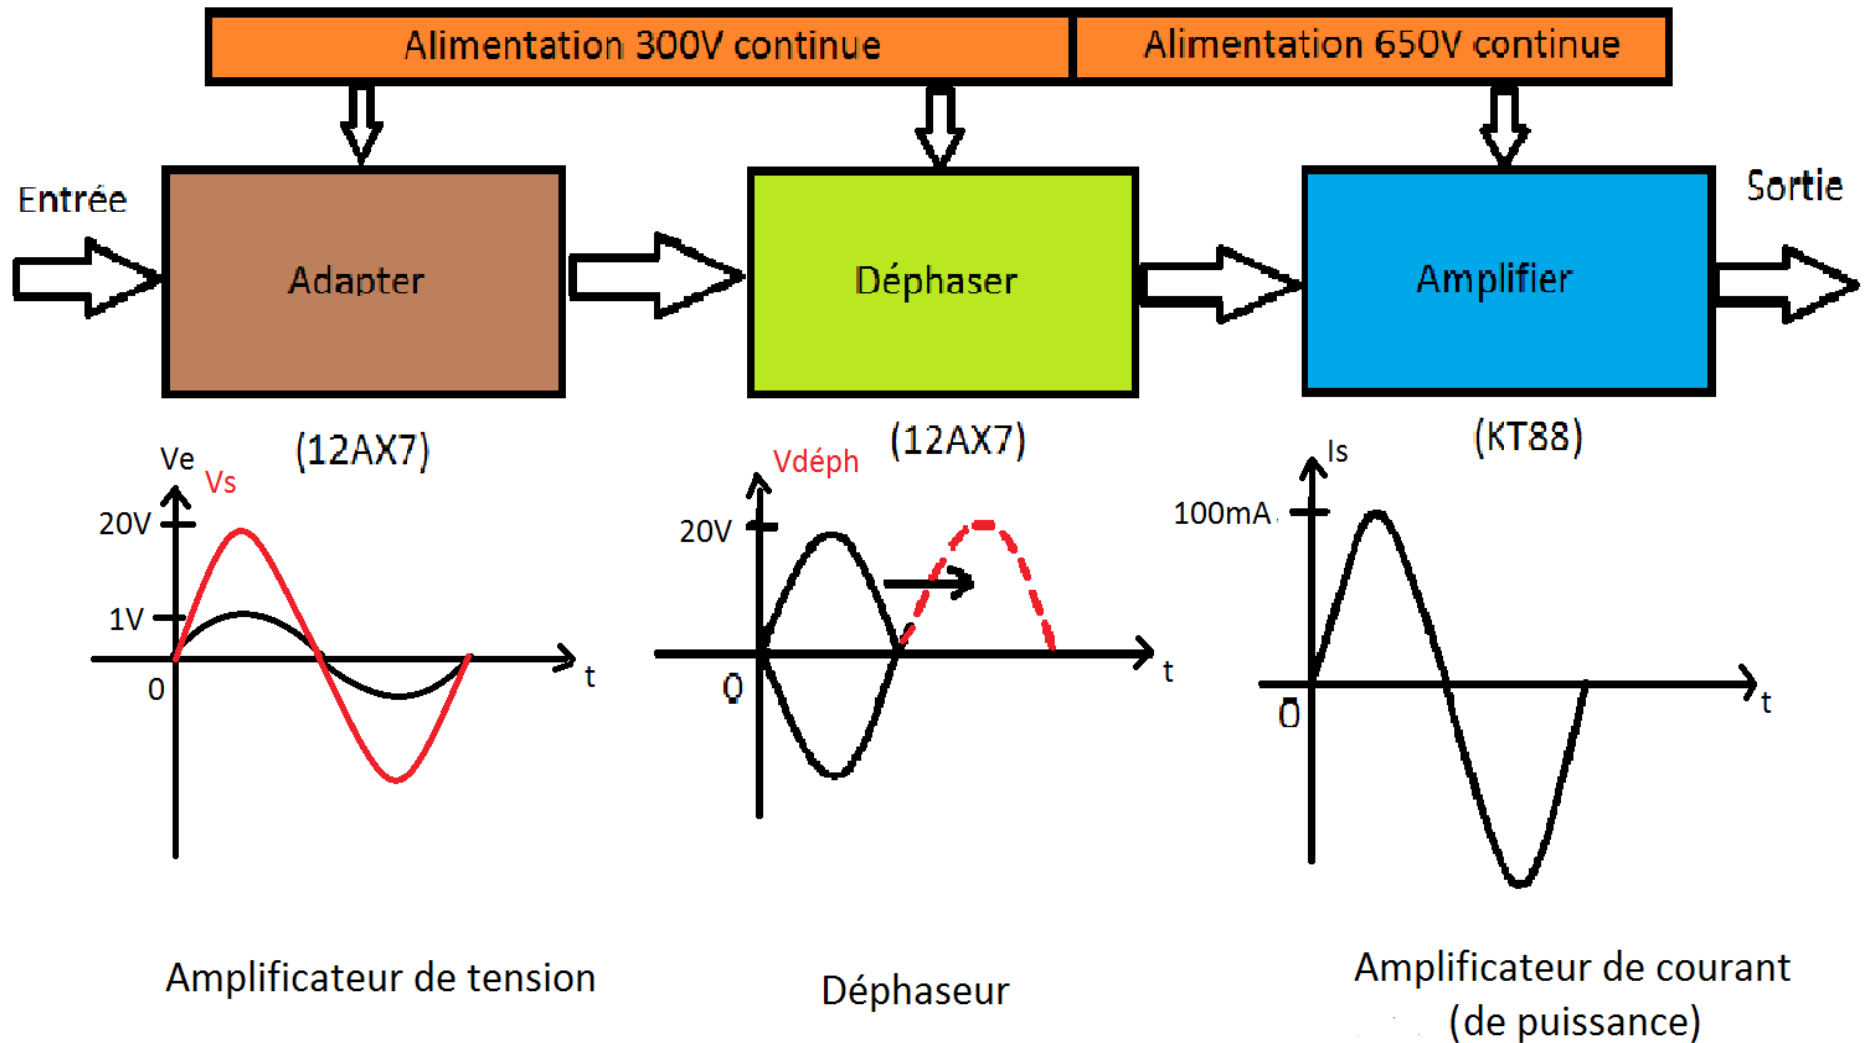 Alimentation 300V continue
Alimentation 650V continue
Entrée
Adapter
Déphaser
Amplifier
Sortie
(12AX7)
(12AX7)
(KT88)
Ve
Vs
20V
1V
0
t
Vdéph
20V
0
t
Is
100mA
0
t
Amplificateur de tension
Déphaseur
Amplificateur de courant
(de puissance)